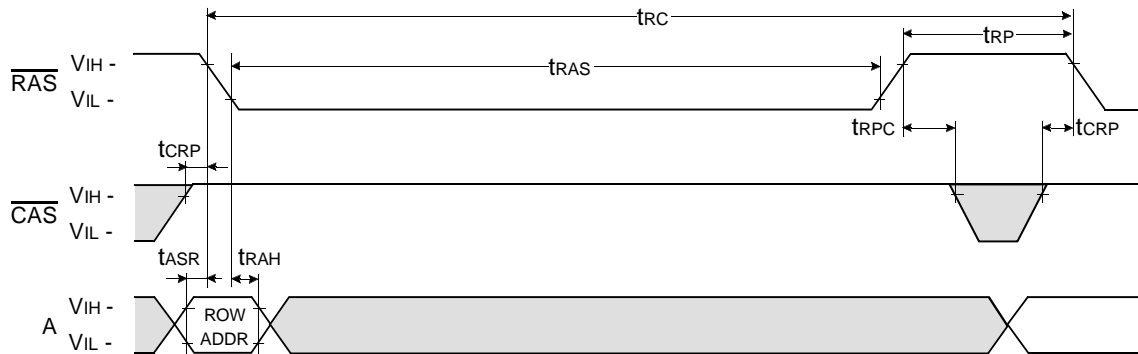 tRC
tRP
RAS
VIH -
VIL -
tRAS
tCRP
tRPC
tCRP
CAS
VIH -
VIL -
tASR
tRAH
A
VIH -
VIL -
ROW
ADDR